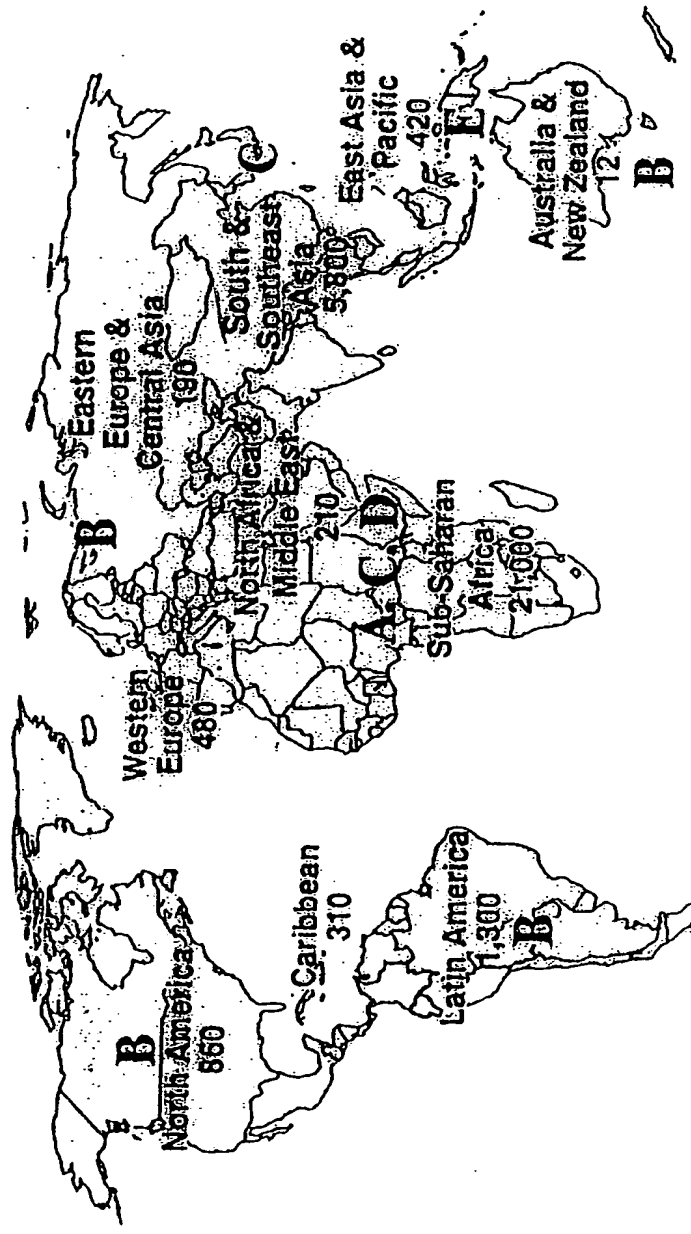 B
North America
860
Caribbean
310
Latin America
1,300
B
Western
Europe
480
B
Eastern
Europe &
Central Asia
190
North Africa &
Middle East
210
A, C, D
Sub-Saharan
Africa
21,000
South &
Southeast
Asia
5,800
C
East Asia &
Pacific
420
E
Australia &
New Zealand
12.1
B